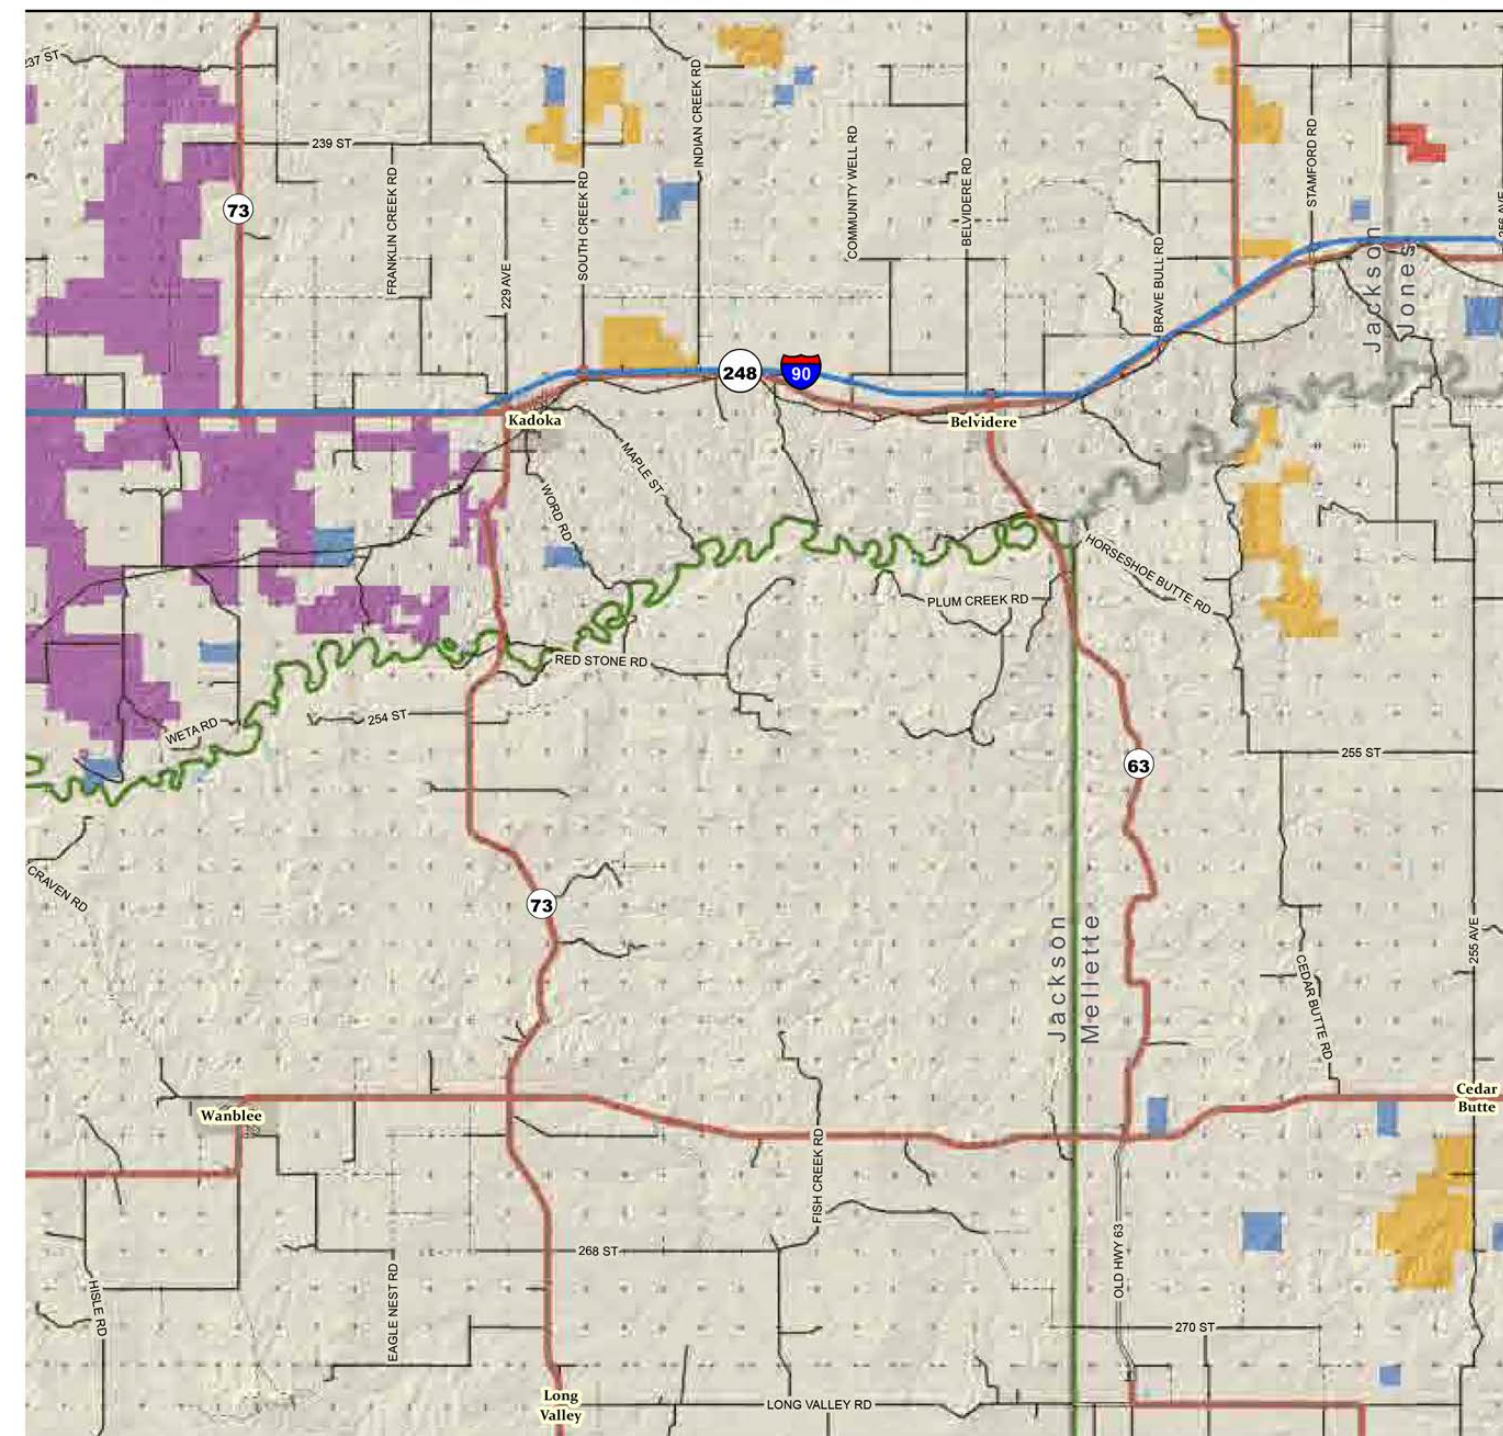 37 ST
INDIAN CREEK RD
239 ST
STAMFORD RD
COMMUNITY WELL RD
BELVIDERE RD
FRANKLIN CREEK RD
SOUTH CREEK RD
73
256 AVE
229 AVE
BRAVE BULL RD
Jackson
Jones
248
90
Kadoka
Belvidere
MAPLE ST
WORD RD
HORSESHOE BUTTE RD
PLUM CREEK RD
RED STONE RD
254 ST
WETA RD
255 ST
63
CRAVEN RD
73
Jackson
Mellette
255 AVE
CEDAR BUTTE RD
Cedar
Butte
Wanblee
FISH CREEK RD
268 ST
OLD HWY 63
HISLE RD
EAGLE NEST RD
270 ST
Long
Valley
LONG VALLEY RD